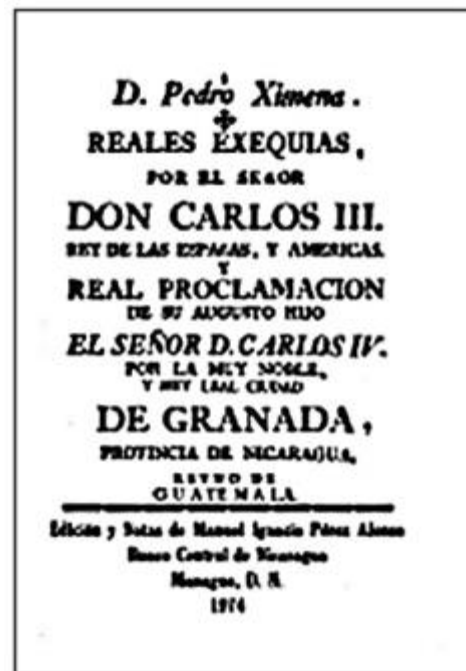 D. Pedro Ximena.
REALES EXEQUIAS,
POR EL SEÑOR
DON CARLOS III.
REY DE LAS ESPAÑAS, Y AMERICAS.
Y
REAL PROCLAMACION
DE SU AUGUSTO HIJO
EL SEÑOR D. CARLOS IV.
POR LA MUY NOBLE,
Y MUY LEAL CIUDAD
DE GRANADA,
PROVINCIA DE NICARAGUA,
REYNO DE
GUATEMALA
Edición y Notas de Manuel Ignacio Pérez Alonso
Banco Central de Nicaragua
Managua, D. N.
1974